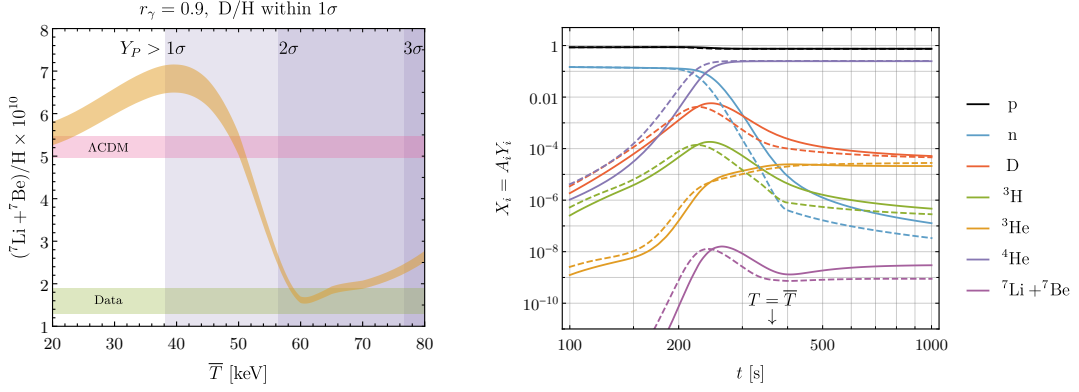 r_γ = 0.9, D/H within 1σ
(⁷Li + ⁷Be)/H × 10¹⁰
8
7
6
5
4
3
2
1
Y_P > 1σ
2σ
3σ
ΛCDM
Data
20 30 40 50 60 70 80
T̅ [keV]
X_i = A_i Y_i
1
0.01
10⁻⁴
10⁻⁶
10⁻⁸
10⁻¹⁰
T = T̅
↓
100 200 500 1000
t [s]
p
n
D
³H
³He
⁴He
⁷Li + ⁷Be